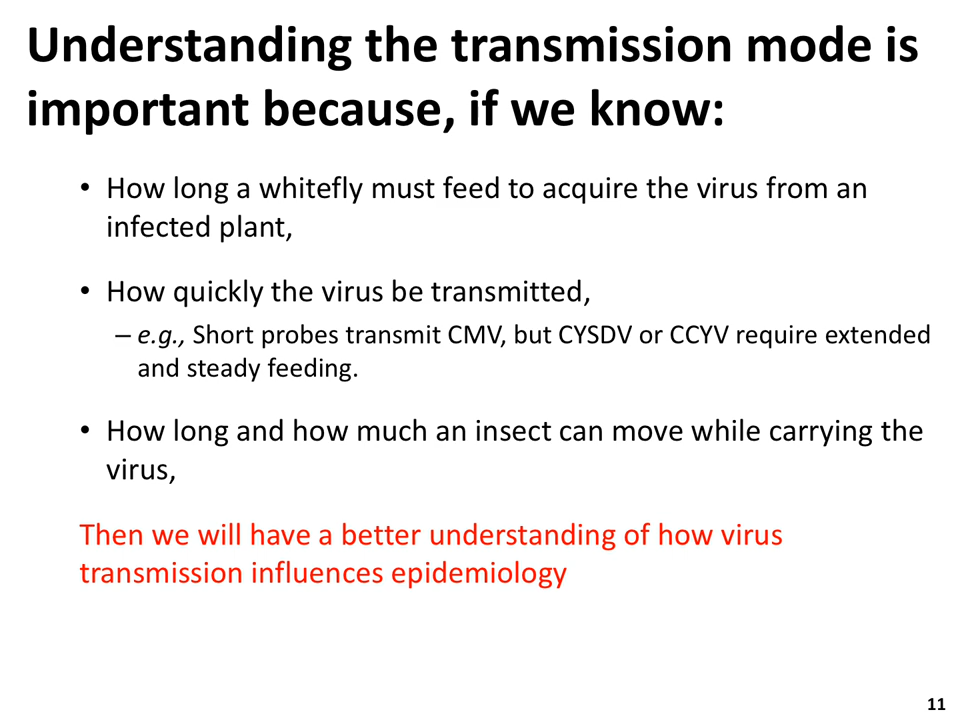 Understanding the transmission mode is
important because, if we know:
• How long a whitefly must feed to acquire the virus from an
infected plant,
• How quickly the virus be transmitted,
– e.g., Short probes transmit CMV, but CYSDV or CCYV require extended
and steady feeding.
• How long and how much an insect can move while carrying the
virus,
Then we will have a better understanding of how virus
transmission influences epidemiology
11